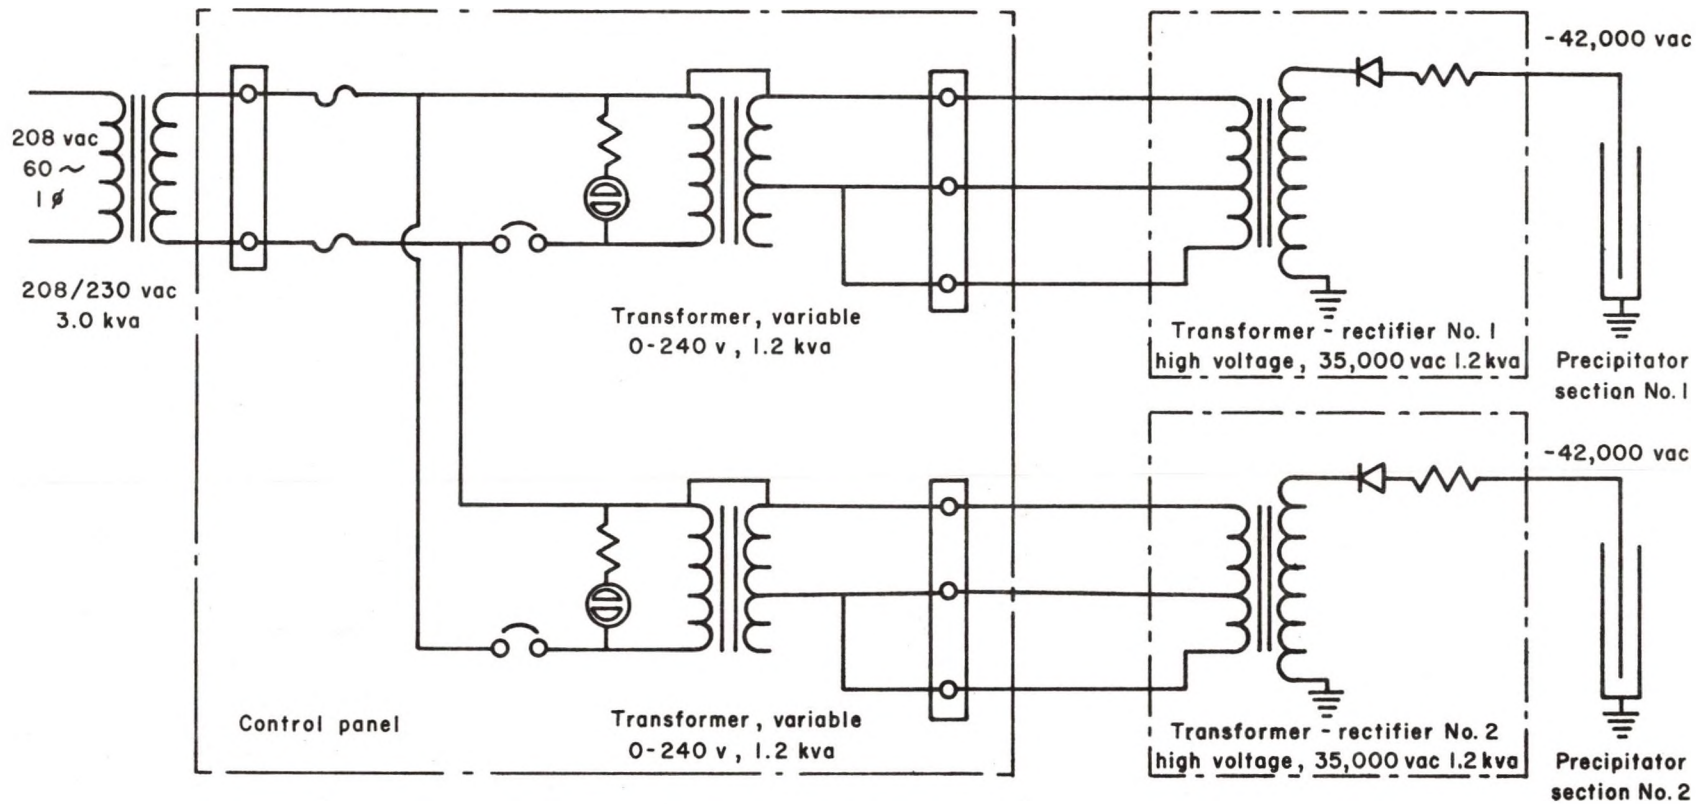 -42,000 vac
208 vac
60 ~
1 ø
208/230 vac
3.0 kva
Transformer, variable
0-240 v, 1.2 kva
Transformer - rectifier No. 1
high voltage, 35,000 vac 1.2 kva
Precipitator
section No. 1
-42,000 vac
Control panel
Transformer, variable
0-240 v, 1.2 kva
Transformer - rectifier No. 2
high voltage, 35,000 vac 1.2 kva
Precipitator
section No. 2